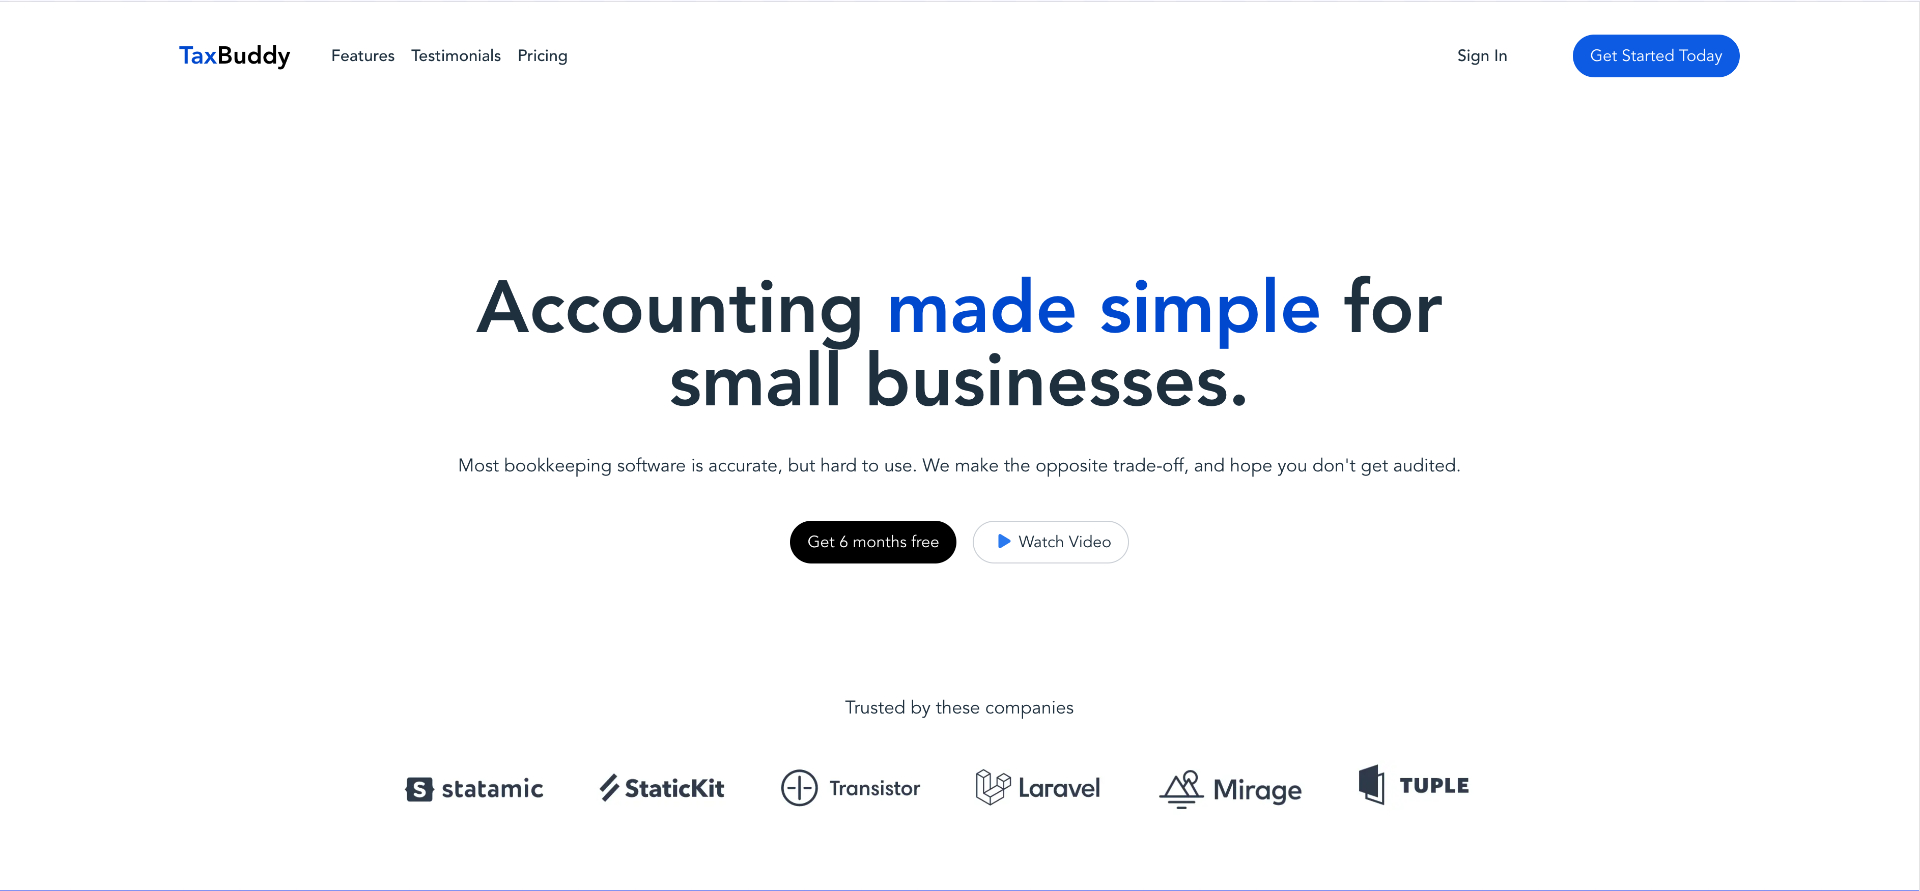 TaxBuddy Features Testimonials Pricing Sign In Get Started Today
Accounting made simple for
small businesses.
Most bookkeeping software is accurate, but hard to use. We make the opposite trade-off, and hope you don't get audited.
Get 6 months free Watch Video
Trusted by these companies
statamic StaticKit Transistor Laravel Mirage TUPLE